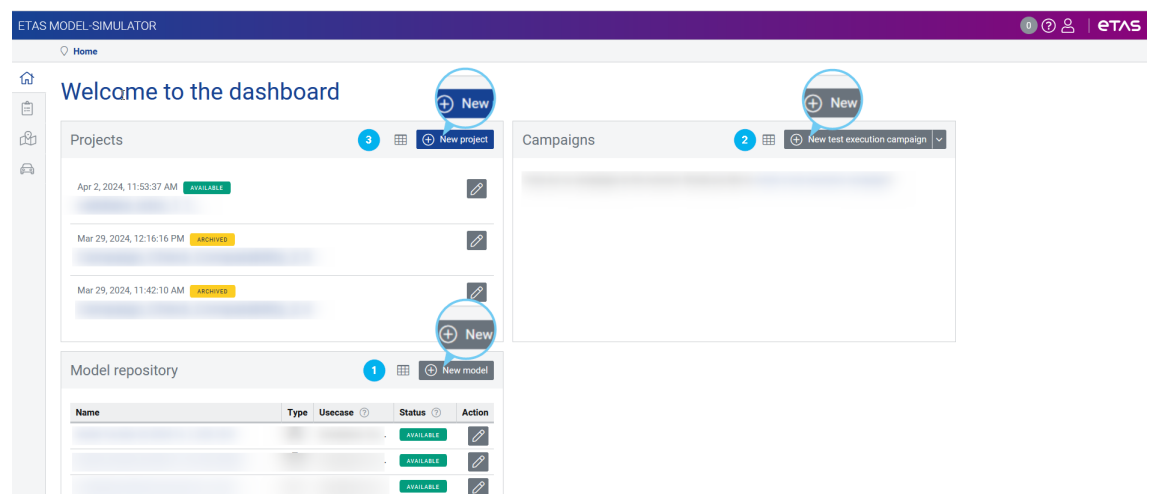 ETAS MODEL-SIMULATOR
0
eTAS
Home
Welcome to the dashboard
New
New
Projects
3
New project
Campaigns
2
New test execution campaign
Apr 2, 2024, 11:53:37 AM AVAILABLE
Mar 29, 2024, 12:16:16 PM ARCHIVED
Mar 29, 2024, 11:42:10 AM ARCHIVED
New
Model repository
1
New model
Name Type Usecase Status Action
AVAILABLE
AVAILABLE
AVAILABLE